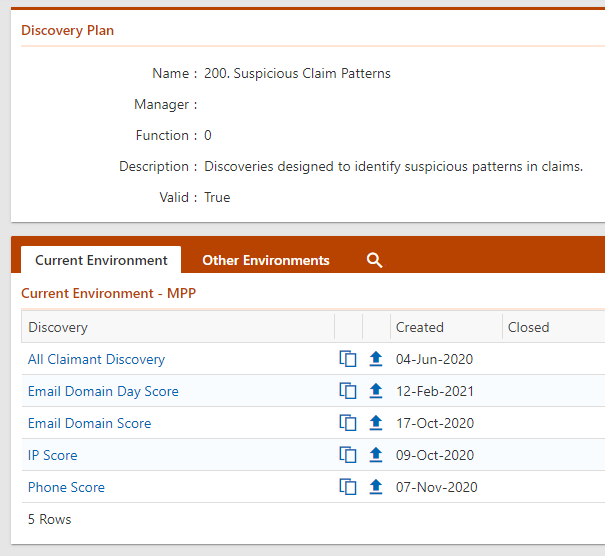 Discovery Plan
Name : 200. Suspicious Claim Patterns
Manager :
Function : 0
Description : Discoveries designed to identify suspicious patterns in claims.
Valid : True
Current Environment Other Environments
Current Environment - MPP
Discovery Created Closed
All Claimant Discovery 04-Jun-2020
Email Domain Day Score 12-Feb-2021
Email Domain Score 17-Oct-2020
IP Score 09-Oct-2020
Phone Score 07-Nov-2020
5 Rows